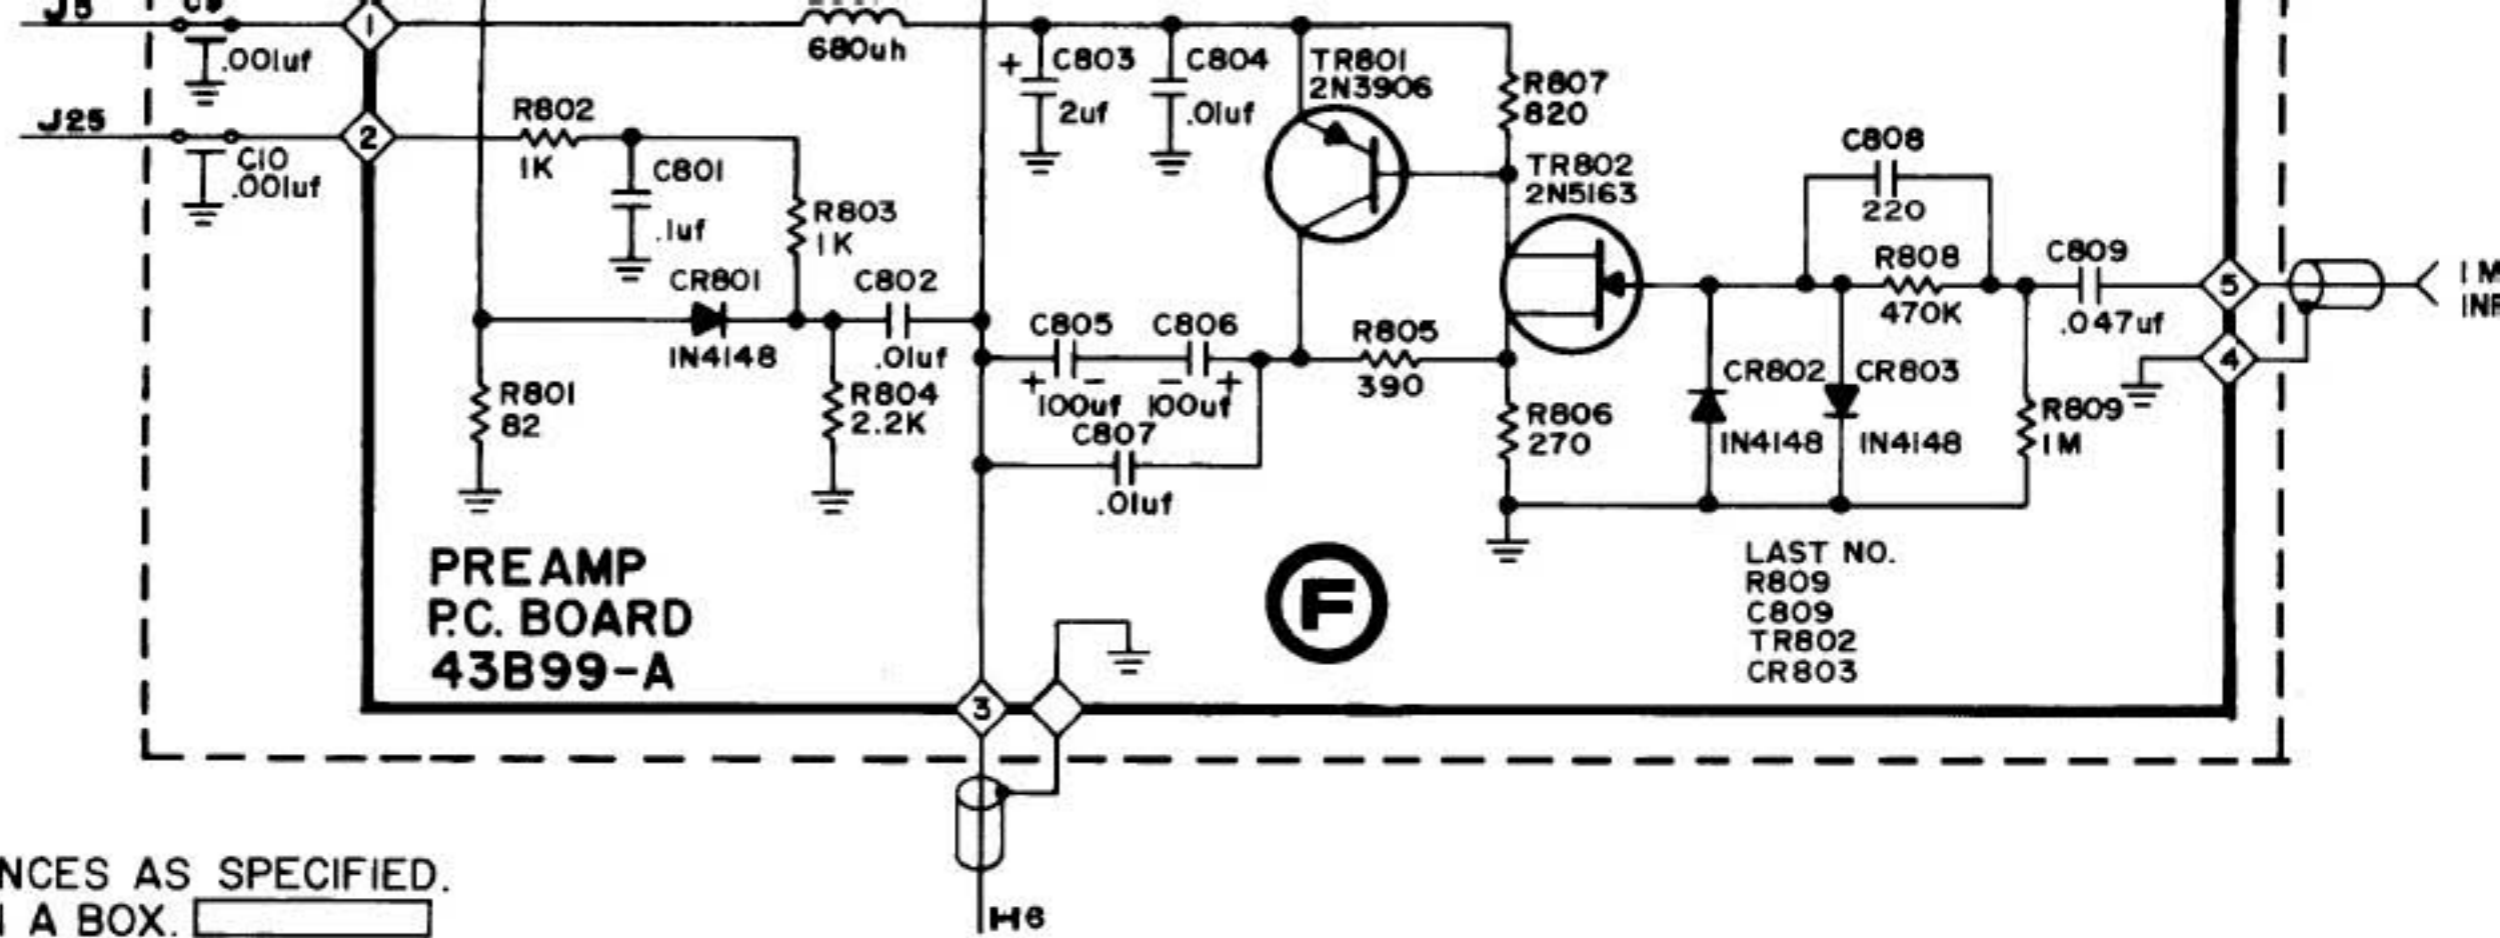 J5
.001uf
1
680uh
C803
2uf
+
C804
.01uf
TR801
2N3906
R807
820
J25
C10
.001uf
2
R802
1K
C801
.1uf
R803
1K
TR802
2N5163
C808
220
R808
470K
C809
.047uf
5
1M
4
CR801
1N4148
C802
.01uf
C805
+ -
100uf
C806
- +
100uf
R805
390
R801
82
R804
2.2K
C807
.01uf
R806
270
CR802
1N4148
CR803
1N4148
R809
1M
PREAMP
P.C. BOARD
43B99-A
F
LAST NO.
R809
C809
TR802
CR803
3
H6
NCES AS SPECIFIED.
A BOX.